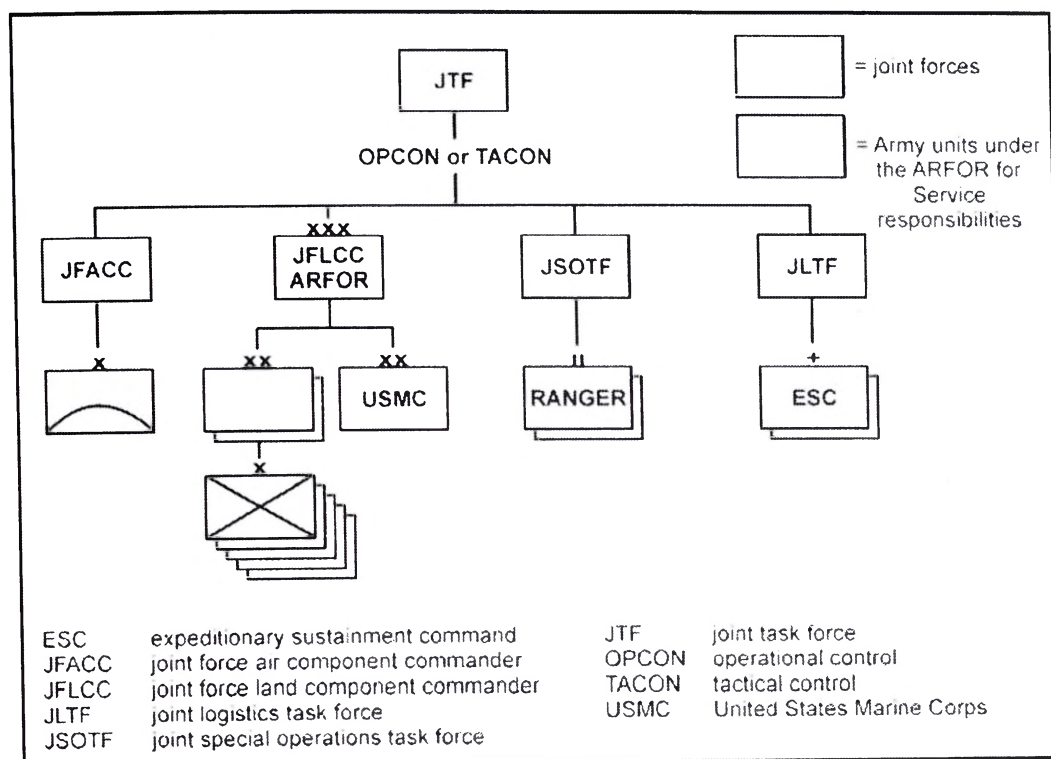 JTF
= joint forces
= Army units under
the ARFOR for
Service
responsibilities
OPCON or TACON
XXX
JFACC
JFLCC
ARFOR
JSOTF
JLTF
X
XX
XX
II
+
USMC
RANGER
ESC
X
ESC expeditionary sustainment command
JFACC joint force air component commander
JFLCC joint force land component commander
JLTF joint logistics task force
JSOTF joint special operations task force
JTF joint task force
OPCON operational control
TACON tactical control
USMC United States Marine Corps